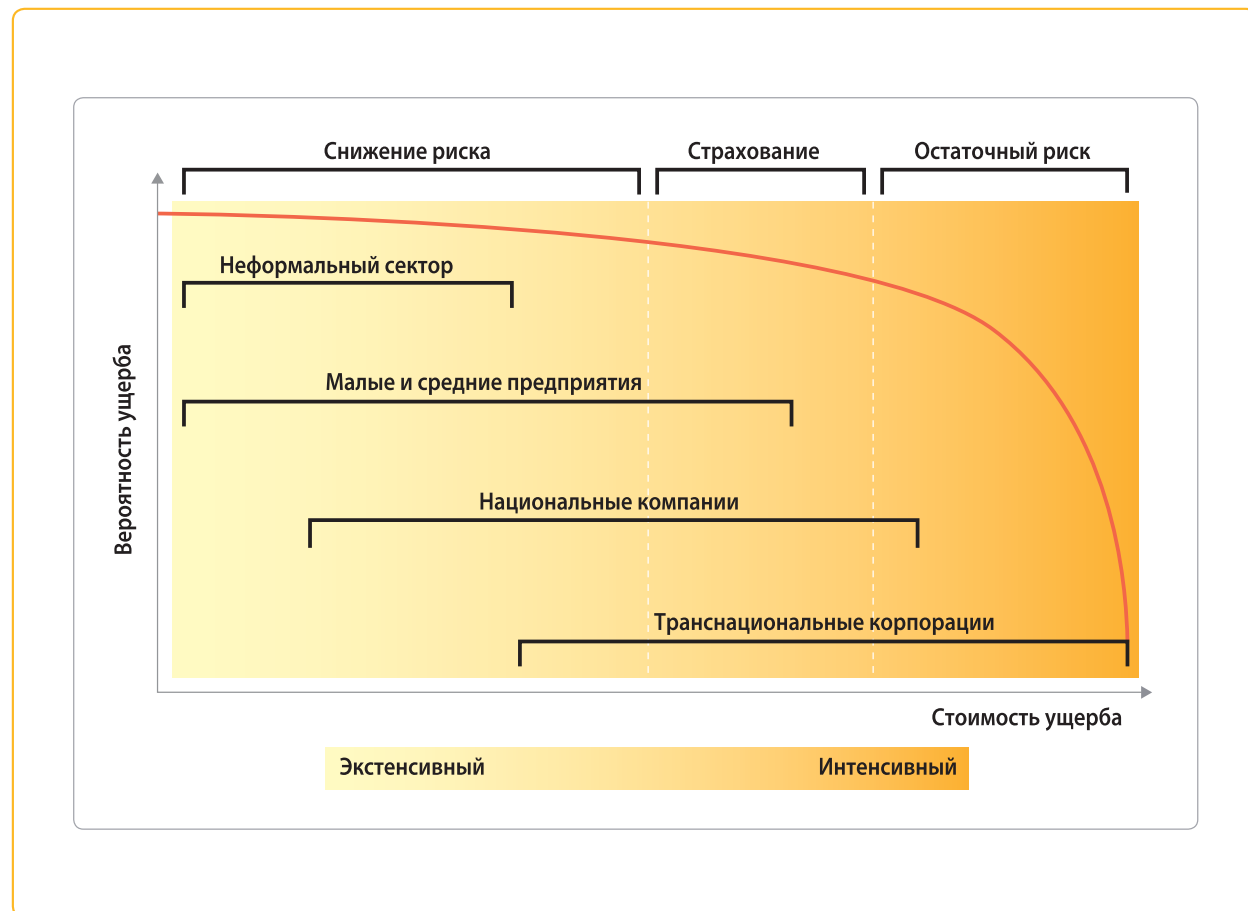 Снижение риска
Страхование
Остаточный риск
Неформальный сектор
Малые и средние предприятия
Национальные компании
Транснациональные корпорации
Вероятность ущерба
Стоимость ущерба
Экстенсивный
Интенсивный